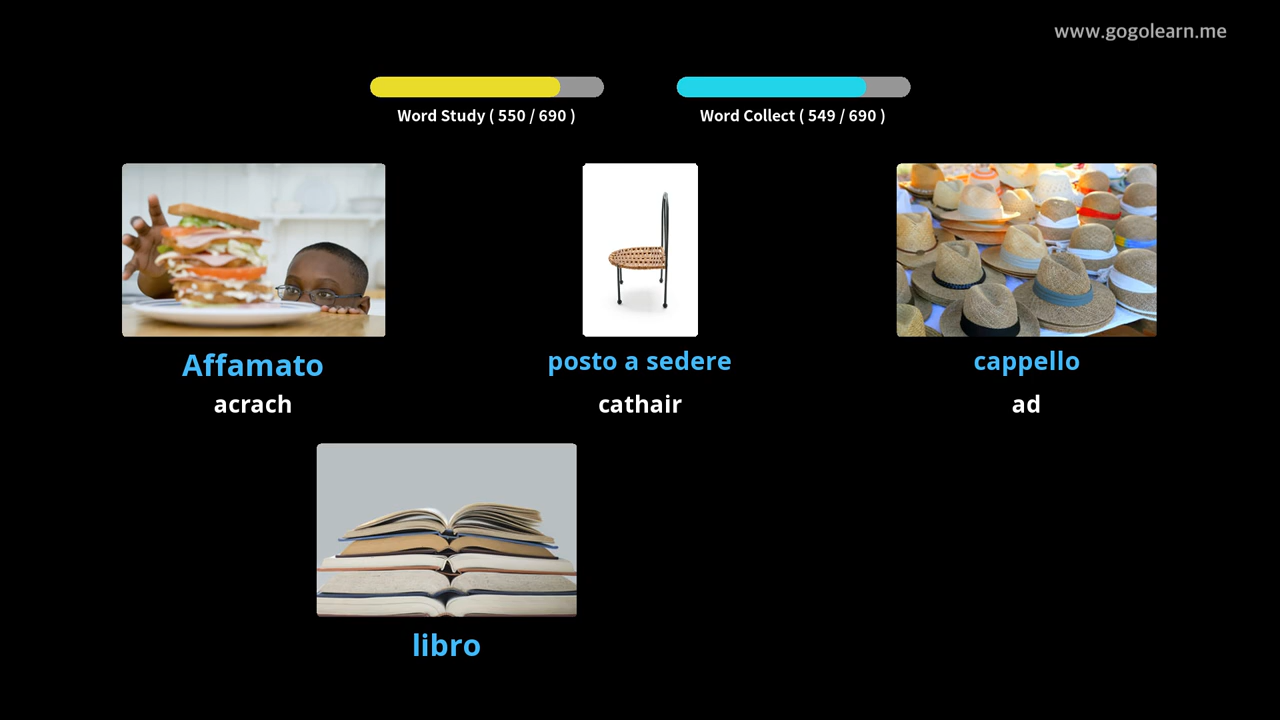 www.gogolearn.me
Word Study ( 550 / 690 )
Word Collect ( 549 / 690 )
Affamato
posto a sedere
cappello
acrach
cathair
ad
libro